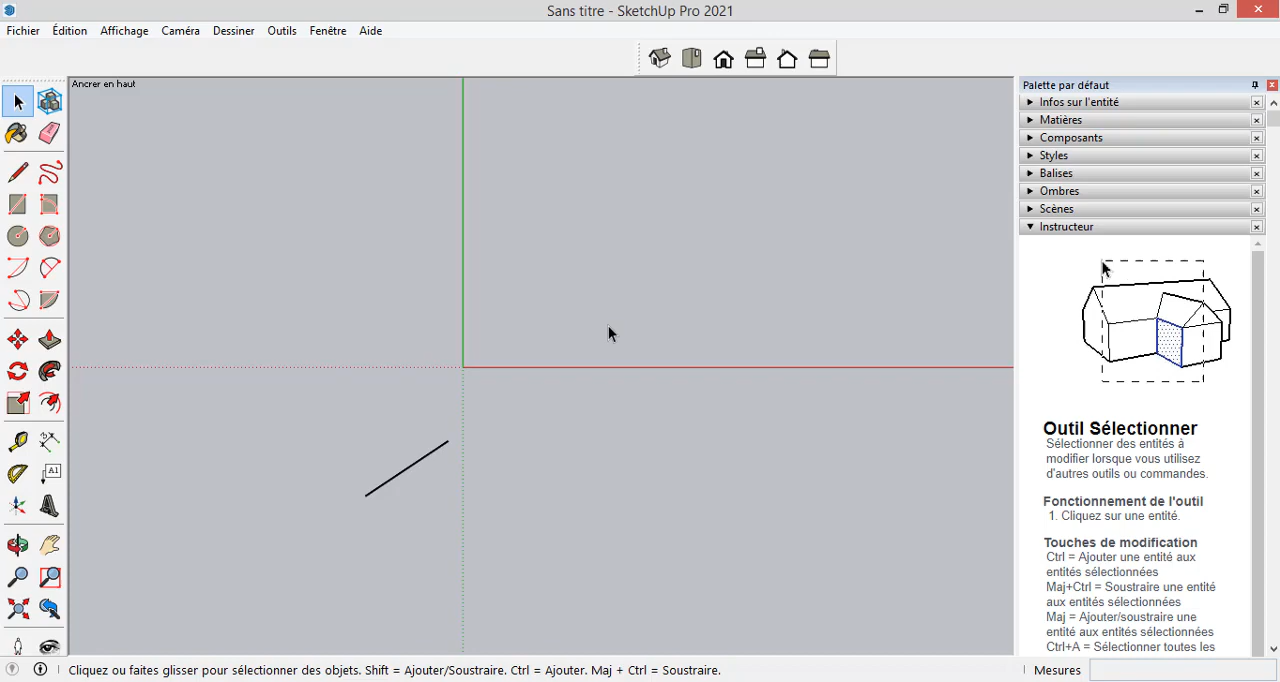 Sans titre - SketchUp Pro 2021
Fichier Édition Affichage Caméra Dessiner Outils Fenêtre Aide
Ancrer en haut
Palette par défaut
Infos sur l'entité
Matières
Composants
Styles
Balises
Ombres
Scènes
Instructeur
Outil Sélectionner
Sélectionner des entités à
modifier lorsque vous utilisez
d'autres outils ou commandes.
Fonctionnement de l'outil
1. Cliquez sur une entité.
Touches de modification
Ctrl = Ajouter une entité aux
entités sélectionnées
Maj+Ctrl = Soustraire une entité
aux entités sélectionnées
Maj = Ajouter/soustraire une
entité aux entités sélectionnées
Ctrl+A = Sélectionner toutes les
A1
Cliquez ou faites glisser pour sélectionner des objets. Shift = Ajouter/Soustraire. Ctrl = Ajouter. Maj + Ctrl = Soustraire.
Mesures